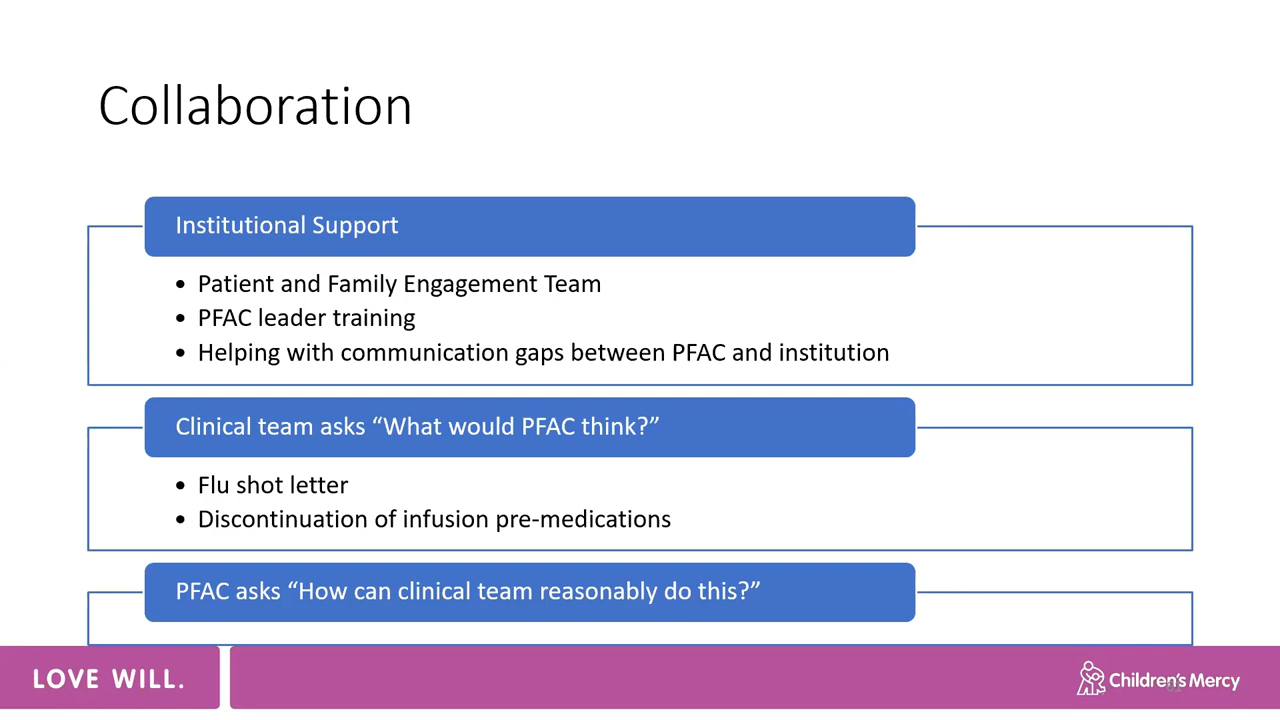 Collaboration
Institutional Support
• Patient and Family Engagement Team
• PFAC leader training
• Helping with communication gaps between PFAC and institution
Clinical team asks “What would PFAC think?”
• Flu shot letter
• Discontinuation of infusion pre-medications
PFAC asks “How can clinical team reasonably do this?”
LOVE WILL.
Children's Mercy